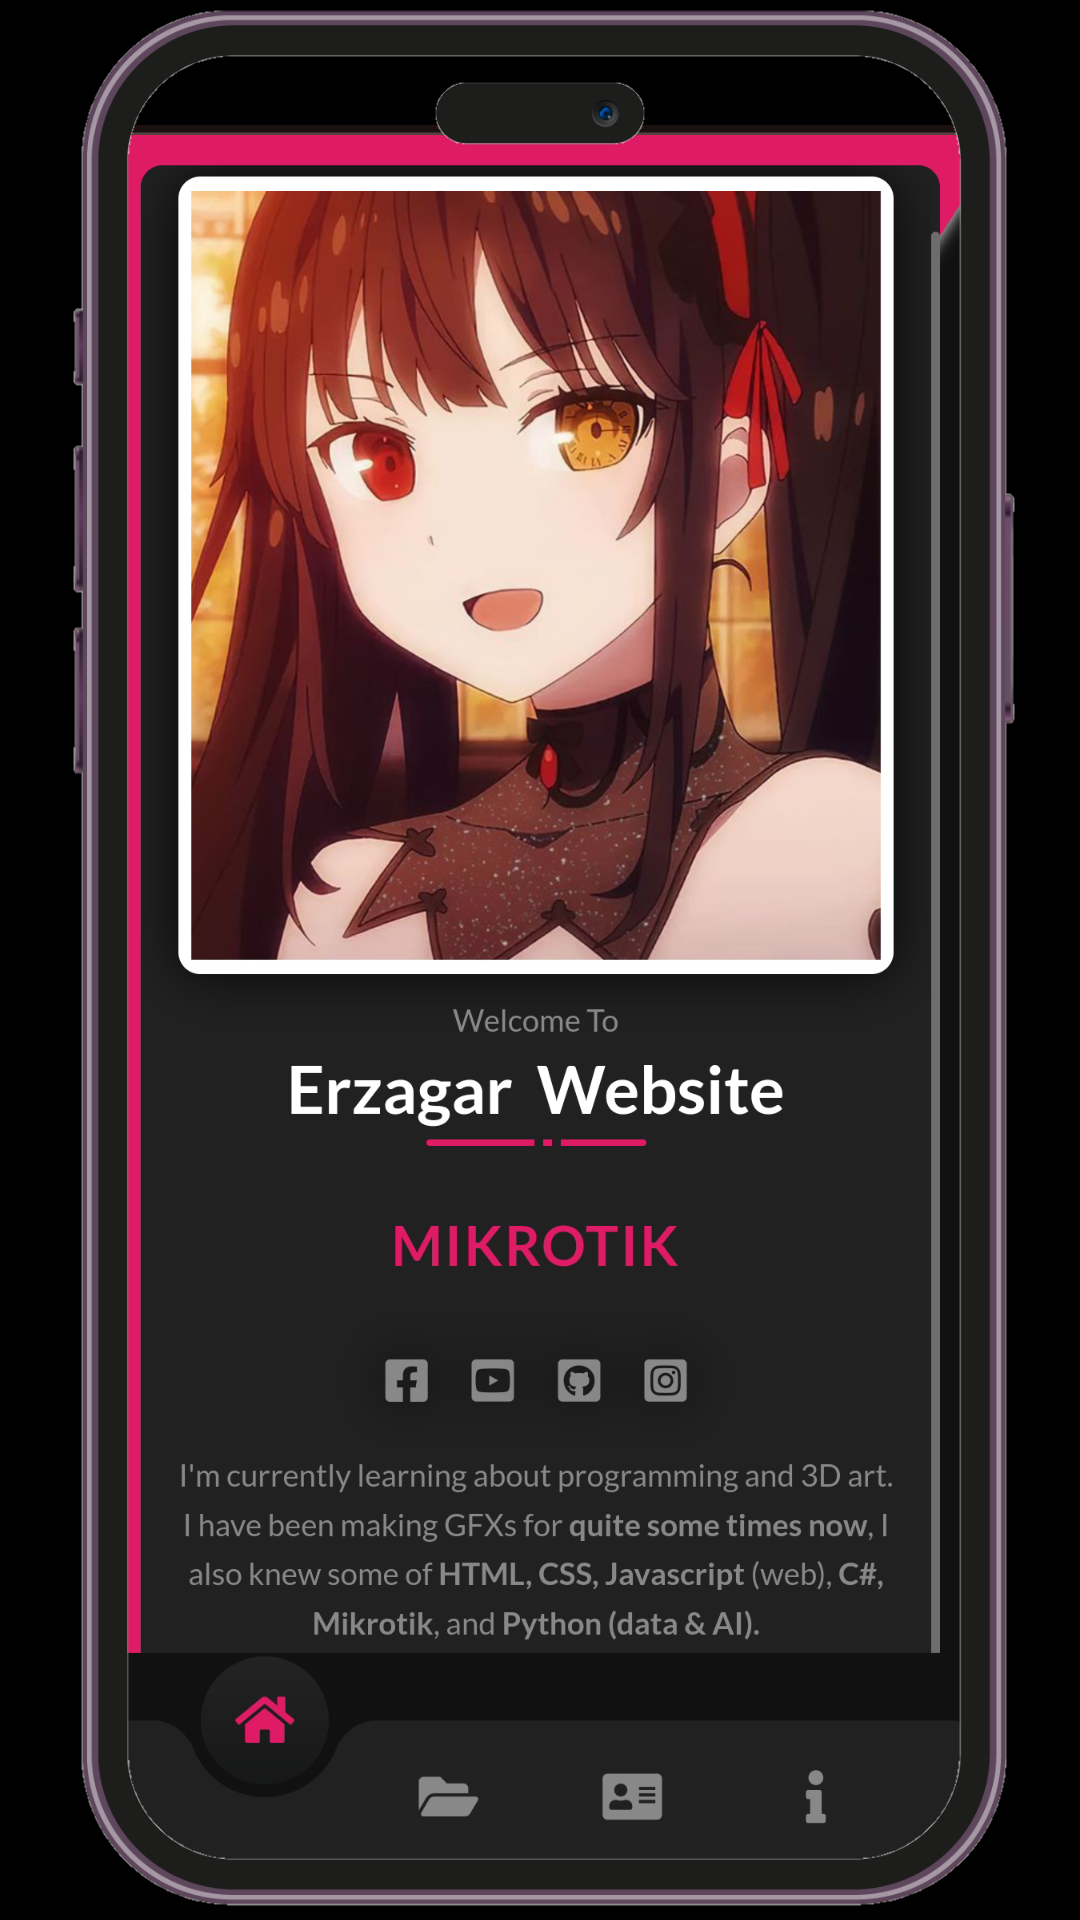 Welcome To
Erzagar Website
MIKROTIK
I'm currently learning about programming and 3D art.
I have been making GFXs for quite some times now, I
also knew some of HTML, CSS, Javascript (web), C#,
Mikrotik, and Python (data & AI).